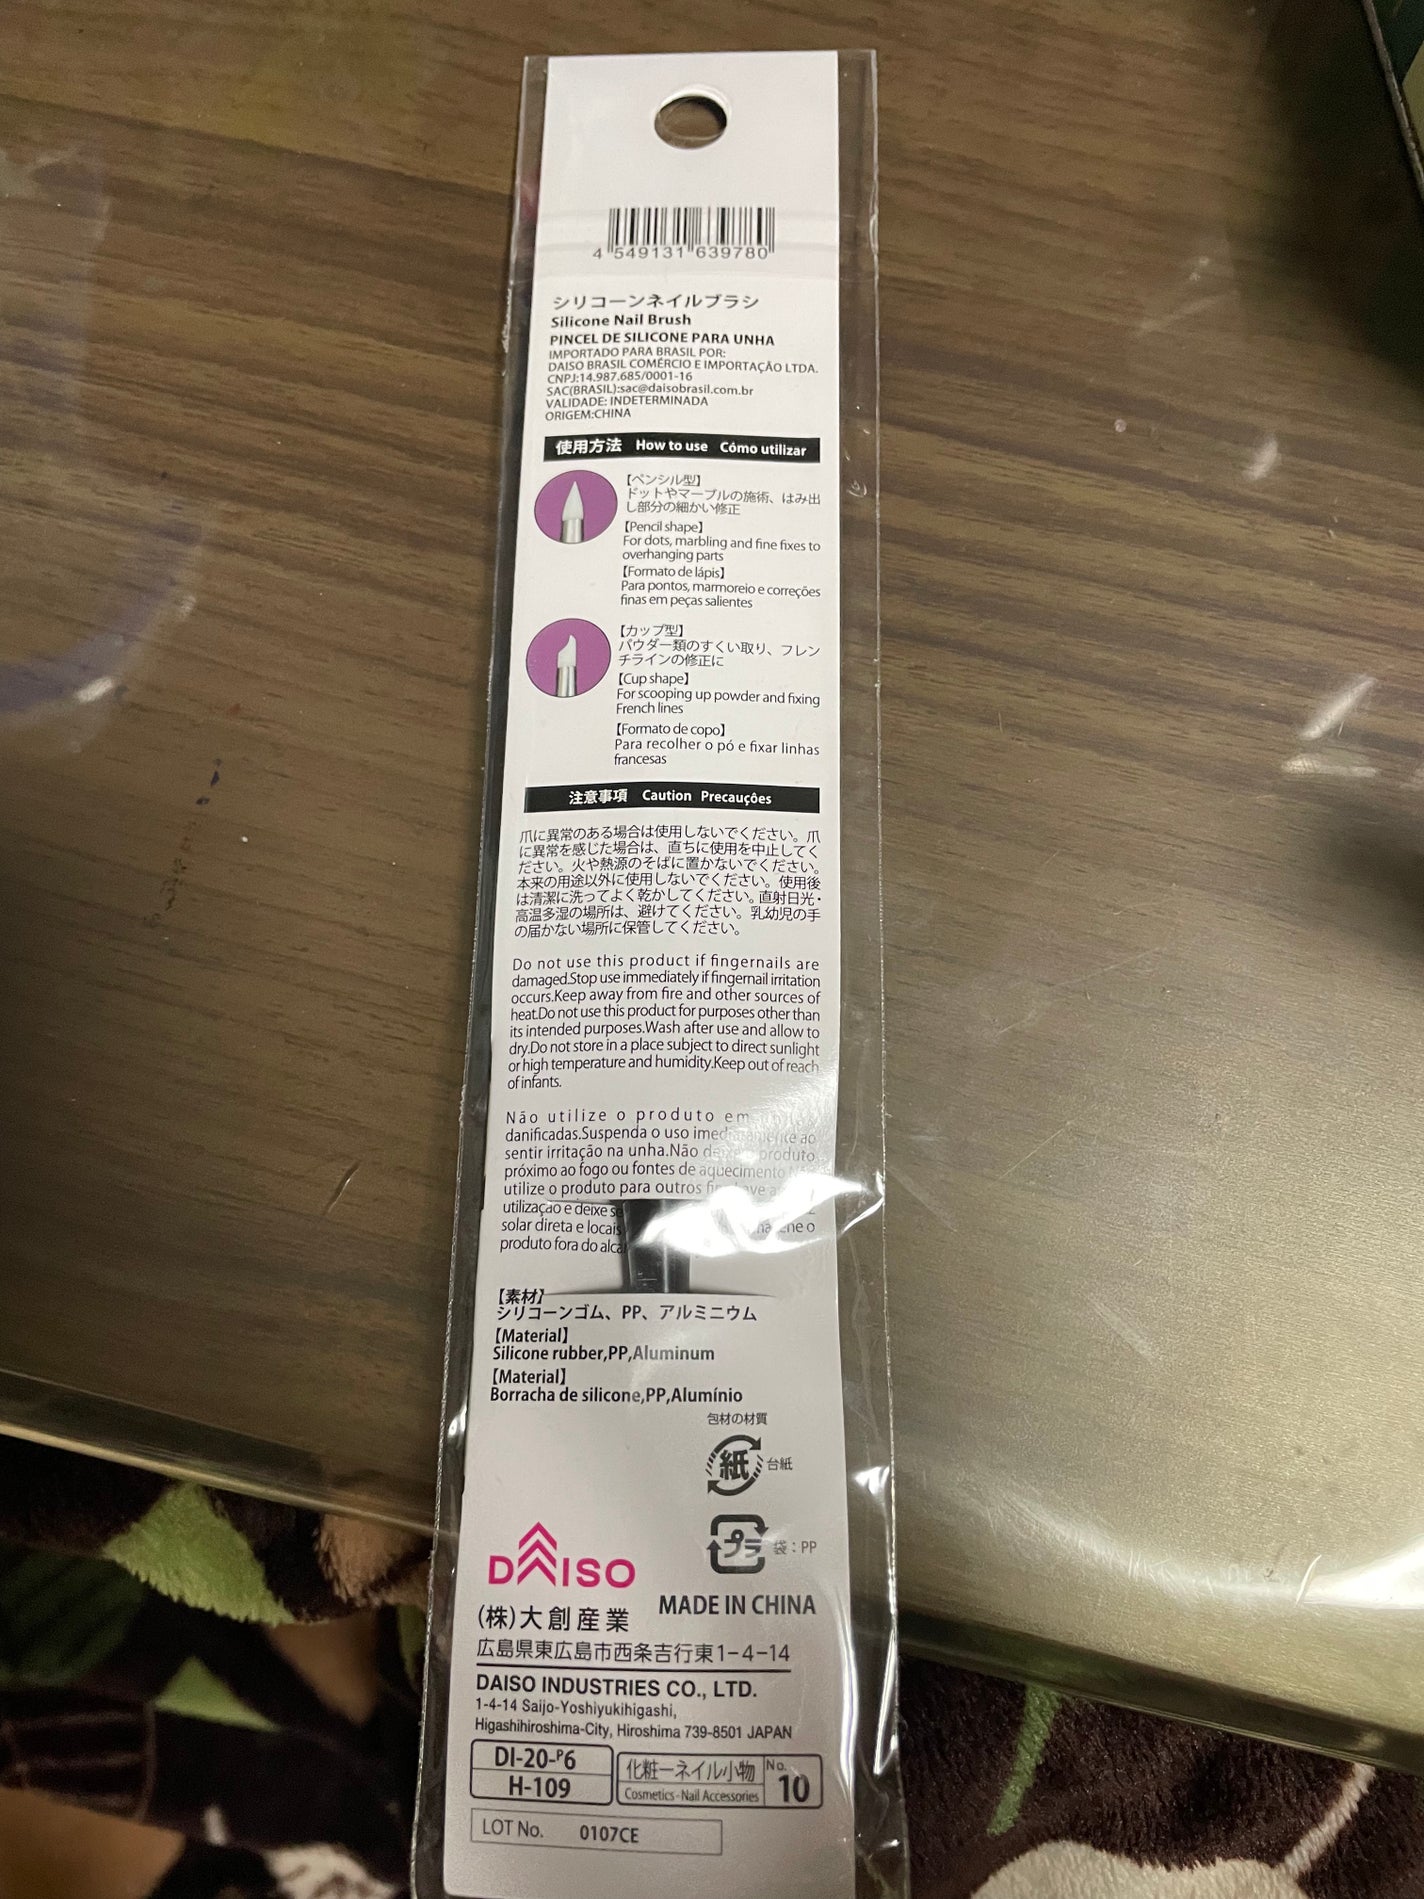 4 549131 639780
シリコーンネイルブラシ
Silicone Nail Brush
PINCEL DE SILICONE PARA UNHA
IMPORTADO PARA BRASIL POR:
DAISO BRASIL COMÉRCIO E IMPORTAÇÃO LTDA.
CNPJ:14.987.685/0001-16
SAC(BRASIL):sac@daisobrasil.com.br
VALIDADE: INDETERMINADA
ORIGEM:CHINA
使用方法 How to use Cómo utilizar
【ペンシル型】
ドットやマーブルの施術、はみ出
し部分の細かい修正
【Pencil shape】
For dots, marbling and fine fixes to
overhanging parts
【Formato de lápis】
Para pontos, marmoreio e correções
finas em peças salientes
【カップ型】
パウダー類のすくい取り、フレン
チラインの修正に
【Cup shape】
For scooping up powder and fixing
French lines
【Formato de copo】
Para recolher o pó e fixar linhas
francesas
注意事項 Caution Precauções
爪に異常のある場合は使用しないでください。爪
に異常を感じた場合は、直ちに使用を中止してく
ださい。火や熱源のそばに置かないでください。
本来の用途以外に使用しないでください。使用後
は清潔に洗ってよく乾かしてください。直射日光・
高温多湿の場所は、避けてください。乳幼児の手
の届かない場所に保管してください。
Do not use this product if fingernails are
damaged.Stop use immediately if fingernail irritation
occurs.Keep away from fire and other sources of
heat.Do not use this product for purposes other than
its intended purposes.Wash after use and allow to
dry.Do not store in a place subject to direct sunlight
or high temperature and humidity.Keep out of reach
of infants.
Não utilize o produto em
danificadas.Suspenda o uso imediatamente ao
sentir irritação na unha.Não deixe o produto
próximo ao fogo ou fontes de aquecimento
utilize o produto para outros
utilização e deixe
solar direta e locais
produto fora do
【素材】
シリコーンゴム、PP、アルミニウム
【Material】
Silicone rubber,PP,Aluminum
【Material】
Borracha de silicone,PP,Alumínio
包材の材質
紙 台紙
プラ 袋：PP
DAISO
MADE IN CHINA
(株)大創産業
広島県東広島市西条吉行東1-4-14
DAISO INDUSTRIES CO., LTD.
1-4-14 Saijo-Yoshiyukihigashi,
Higashihiroshima-City, Hiroshima 739-8501 JAPAN
DI-20-P6
H-109
化粧ーネイル小物
Cosmetics-Nail Accessories
No.
10
LOT No. 0107CE